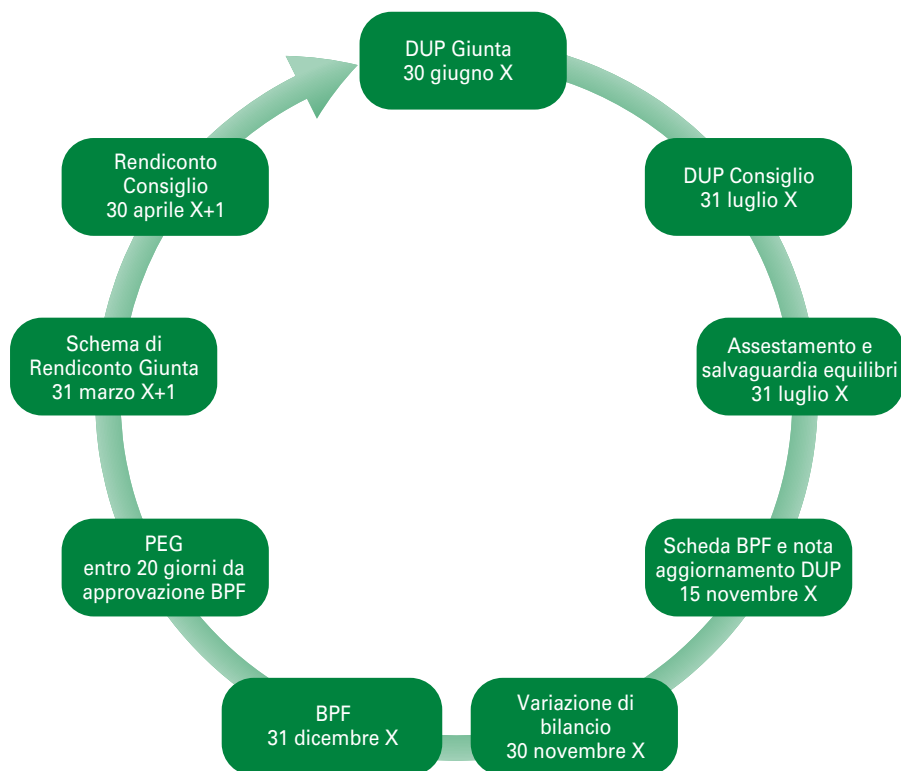 DUP Giunta
30 giugno X
DUP Consiglio
31 luglio X
Assestamento e
salvaguardia equilibri
31 luglio X
Scheda BPF e nota
aggiornamento DUP
15 novembre X
Variazione di
bilancio
30 novembre X
BPF
31 dicembre X
PEG
entro 20 giorni da
approvazione BPF
Schema di
Rendiconto Giunta
31 marzo X+1
Rendiconto
Consiglio
30 aprile X+1